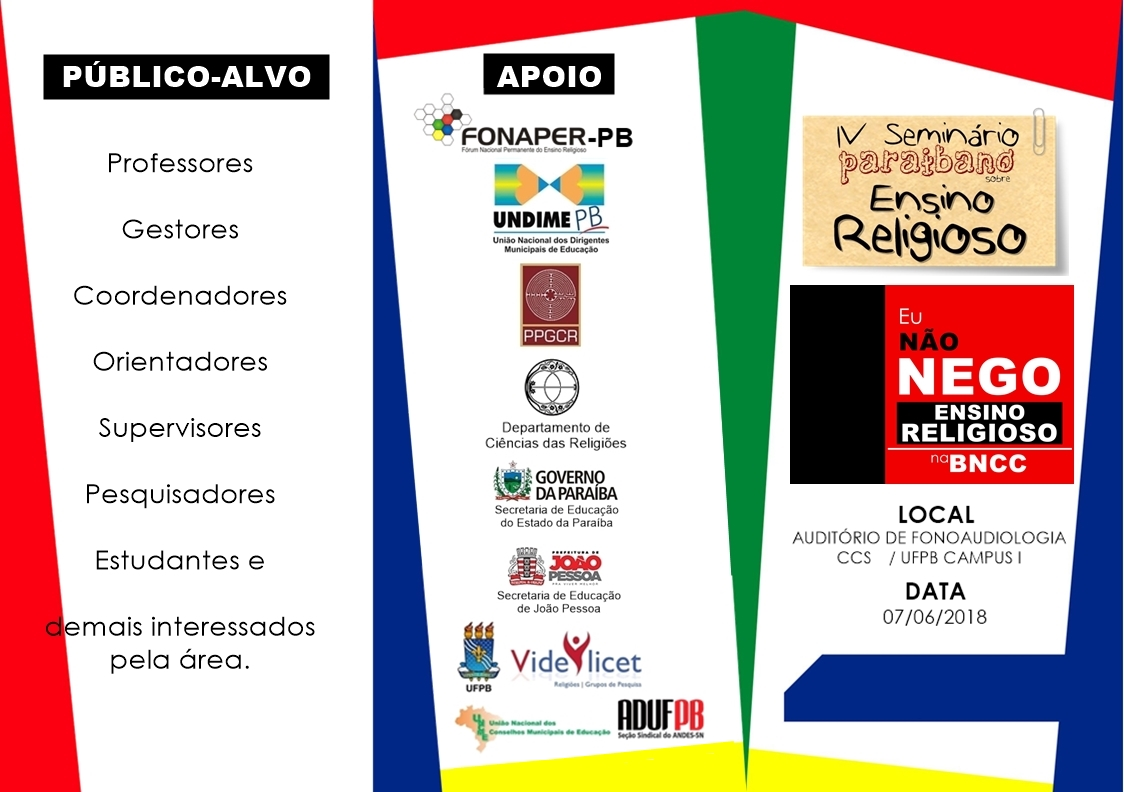 PÚBLICO-ALVO
Professores
Gestores
Coordenadores
Orientadores
Supervisores
Pesquisadores
Estudantes e
demais interessados
pela área.
APOIO
FONAPER-PB
Fórum Nacional Permanente do Ensino Religioso
UNDIME PB
União Nacional dos Dirigentes
Municipais de Educação
PPGCR
Departamento de
Ciências das Religiões
GOVERNO
DA PARAÍBA
Secretaria de Educação
do Estado da Paraíba
PREFEITURA DE
JOÃO
PESSOA
PRA VIVER MELHOR
Secretaria de Educação
de João Pessoa
UFPB
Videlicet
Religiões | Grupos de Pesquisa
União Nacional dos
Conselhos Municipais de Educação
ADUFPB
Seção Sindical do ANDES-SN
IV Seminário
paraibano
sobre
Ensino
Religioso
Eu
NÃO
NEGO
ENSINO
RELIGIOSO
na BNCC
LOCAL
AUDITÓRIO DE FONOAUDIOLOGIA
CCS / UFPB CAMPUS I
DATA
07/06/2018